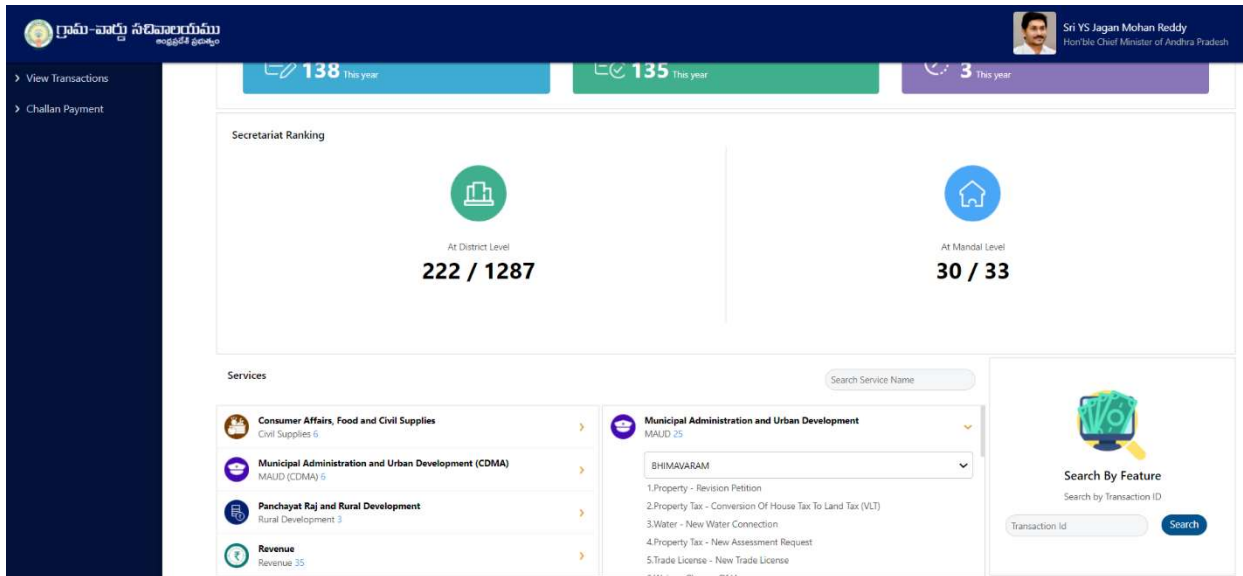 గ్రామ-వార్డు సచివాలయము
ఆంధ్రప్రదేశ్ ప్రభుత్వం
Sri YS Jagan Mohan Reddy
Hon'ble Chief Minister of Andhra Pradesh
View Transactions
Challan Payment
138 This year
135 This year
3 This year
Secretariat Ranking
At District Level
222 / 1287
At Mandal Level
30 / 33
Services
Search Service Name
Consumer Affairs, Food and Civil Supplies
Civil Supplies 6
Municipal Administration and Urban Development (CDMA)
MAUD (CDMA) 6
Panchayat Raj and Rural Development
Rural Development 3
Revenue
Revenue 35
Municipal Administration and Urban Development
MAUD 25
BHIMAVARAM
1.Property - Revision Petition
2.Property Tax - Conversion Of House Tax To Land Tax (VLT)
3.Water - New Water Connection
4.Property Tax - New Assessment Request
5.Trade License - New Trade License
Search By Feature
Search by Transaction ID
Transaction Id
Search